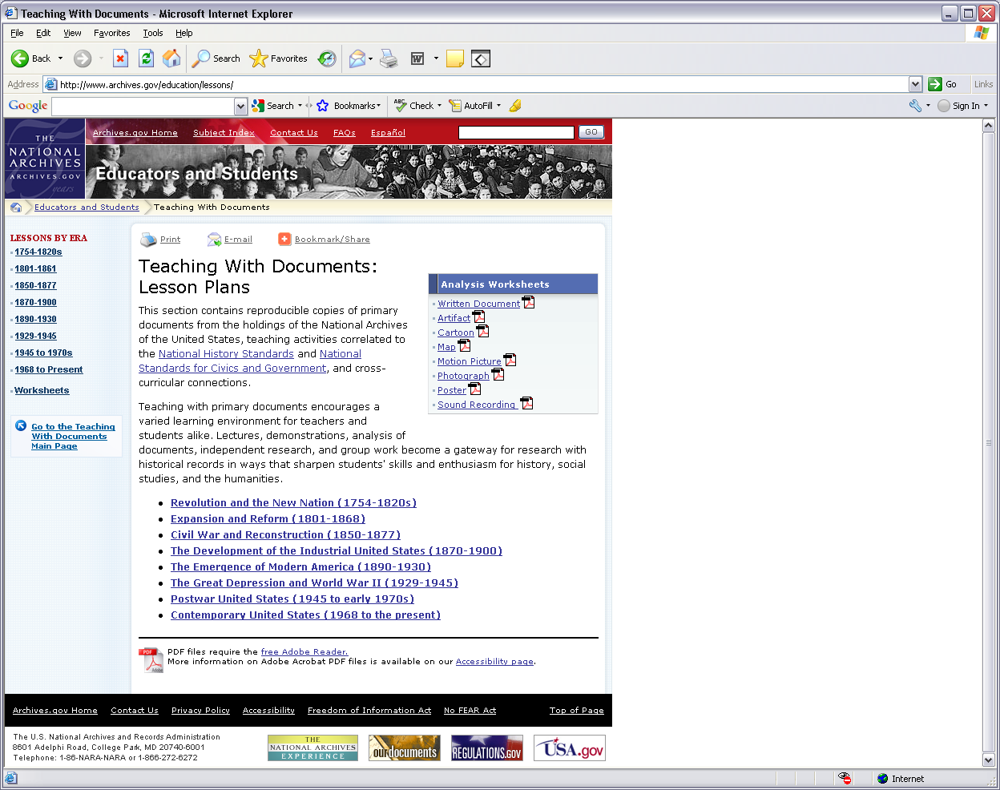 Teaching With Documents - Microsoft Internet Explorer
File Edit View Favorites Tools Help
Back Search Favorites
Address http://www.archives.gov/education/lessons/ Go Links
Google Search Bookmarks Check AutoFill Sign In
THE
NATIONAL
ARCHIVES
ARCHIVES.GOV
years
Archives.gov Home Subject Index Contact Us FAQs Español GO
Educators and Students
Educators and Students Teaching With Documents
LESSONS BY ERA
1754-1820s
1801-1861
1850-1877
1870-1900
1890-1930
1929-1945
1945 to 1970s
1968 to Present
Worksheets
Go to the Teaching
With Documents
Main Page
Print E-mail Bookmark/Share
Teaching With Documents:
Lesson Plans
This section contains reproducible copies of primary
documents from the holdings of the National Archives
of the United States, teaching activities correlated to
the National History Standards and National
Standards for Civics and Government, and cross-
curricular connections.
Analysis Worksheets
Written Document
Artifact
Cartoon
Map
Motion Picture
Photograph
Poster
Sound Recording
Teaching with primary documents encourages a
varied learning environment for teachers and
students alike. Lectures, demonstrations, analysis of
documents, independent research, and group work become a gateway for research with
historical records in ways that sharpen students' skills and enthusiasm for history, social
studies, and the humanities.
Revolution and the New Nation (1754-1820s)
Expansion and Reform (1801-1868)
Civil War and Reconstruction (1850-1877)
The Development of the Industrial United States (1870-1900)
The Emergence of Modern America (1890-1930)
The Great Depression and World War II (1929-1945)
Postwar United States (1945 to early 1970s)
Contemporary United States (1968 to the present)
PDF Adobe
PDF files require the free Adobe Reader.
More information on Adobe Acrobat PDF files is available on our Accessibility page.
Archives.gov Home Contact Us Privacy Policy Accessibility Freedom of Information Act No FEAR Act Top of Page
The U.S. National Archives and Records Administration
8601 Adelphi Road, College Park, MD 20740-6001
Telephone: 1-86-NARA-NARA or 1-866-272-6272
THE
NATIONAL ARCHIVES
EXPERIENCE
ourdocuments
REGULATIONS.GOV
USA.gov
Internet